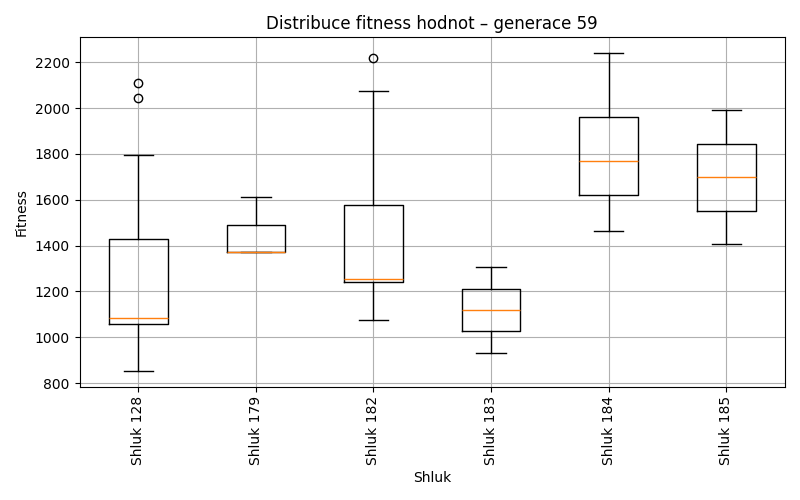 Distribuce fitness hodnot – generace 59
Fitness
2200
2000
1800
1600
1400
1200
1000
800
Shluk 128
Shluk 179
Shluk 182
Shluk 183
Shluk 184
Shluk 185
Shluk